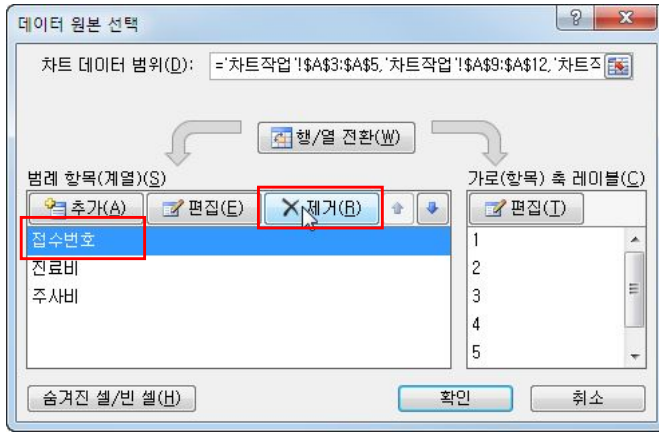 데이터 원본 선택
차트 데이터 범위(D): ='차트작업'!$A$3:$A$5,'차트작업'!$A$9:$A$12,'차트조
행/열 전환(W)
범례 항목(계열)(S)
가로(항목) 축 레이블(C)
추가(A) 편집(E) 제거(R)
편집(T)
접수번호
진료비
주사비
1
2
3
4
5
숨겨진 셀/빈 셀(H)
확인
취소